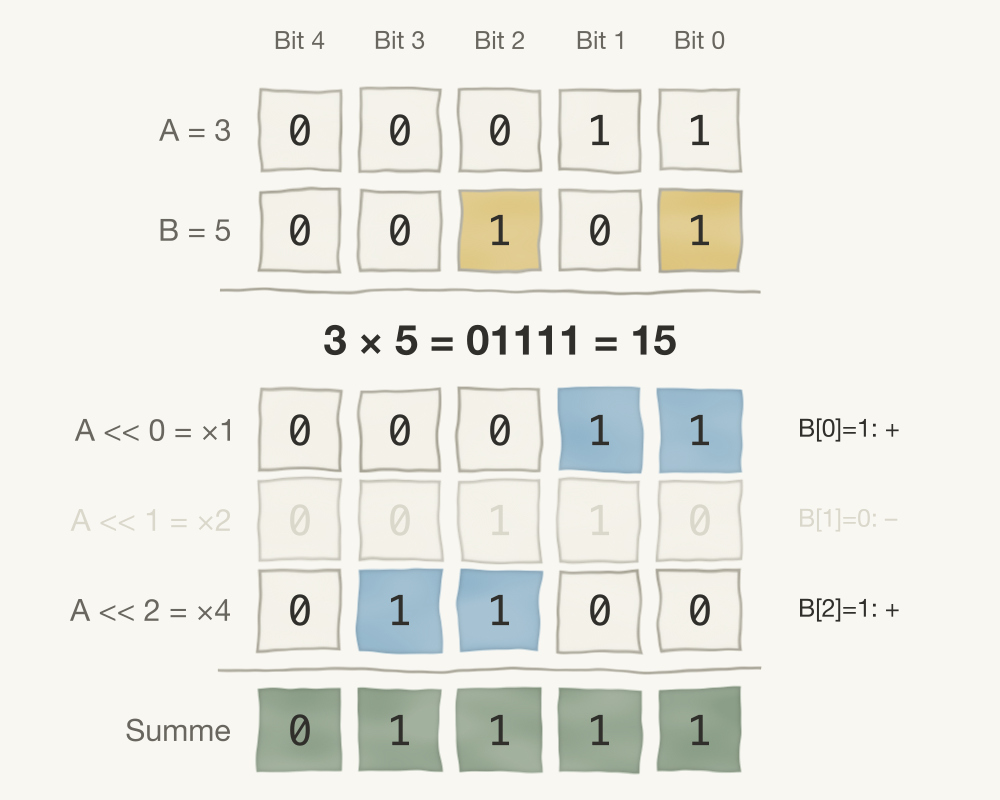 Bit 4 Bit 3 Bit 2 Bit 1 Bit 0
A = 3 0 0 0 1 1
B = 5 0 0 1 0 1
3 × 5 = 01111 = 15
A << 0 = ×1 0 0 0 1 1 B[0]=1: +
A << 1 = ×2 0 0 1 1 0 B[1]=0: −
A << 2 = ×4 0 1 1 0 0 B[2]=1: +
Summe 0 1 1 1 1